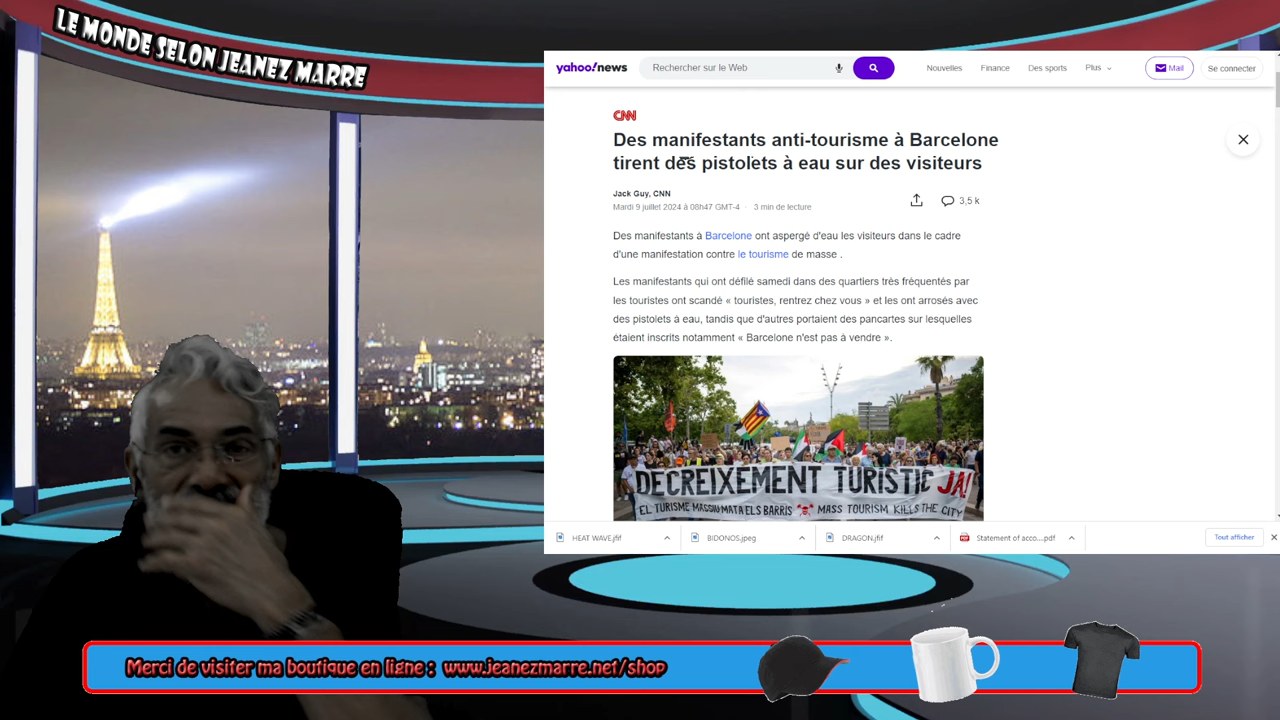 LE MONDE SELON JEANEZ MARRE
yahoo!news
Rechercher sur le Web
Nouvelles
Finance
Des sports
Plus
Mail
Se connecter
CNN
Des manifestants anti-tourisme à Barcelone
tirent des pistolets à eau sur des visiteurs
Jack Guy, CNN
Mardi 9 juillet 2024 à 08h47 GMT-4 · 3 min de lecture
3,5 k
Des manifestants à Barcelone ont aspergé d'eau les visiteurs dans le cadre
d'une manifestation contre le tourisme de masse .
Les manifestants qui ont défilé samedi dans des quartiers très fréquentés par
les touristes ont scandé « touristes, rentrez chez vous » et les ont arrosés avec
des pistolets à eau, tandis que d'autres portaient des pancartes sur lesquelles
étaient inscrits notamment « Barcelone n'est pas à vendre ».
DECREIXEMENT TURISTIC JA!
EL TURISME MASSIU MATA ELS BARRIS MASS TOURISM KILLS THE CITY
HEAT WAVE.jfif
BIDONOS.jpeg
DRAGON.jfif
Statement of acco....pdf
Tout afficher
Merci de visiter ma boutique en ligne : www.jeanezmarre.net/shop